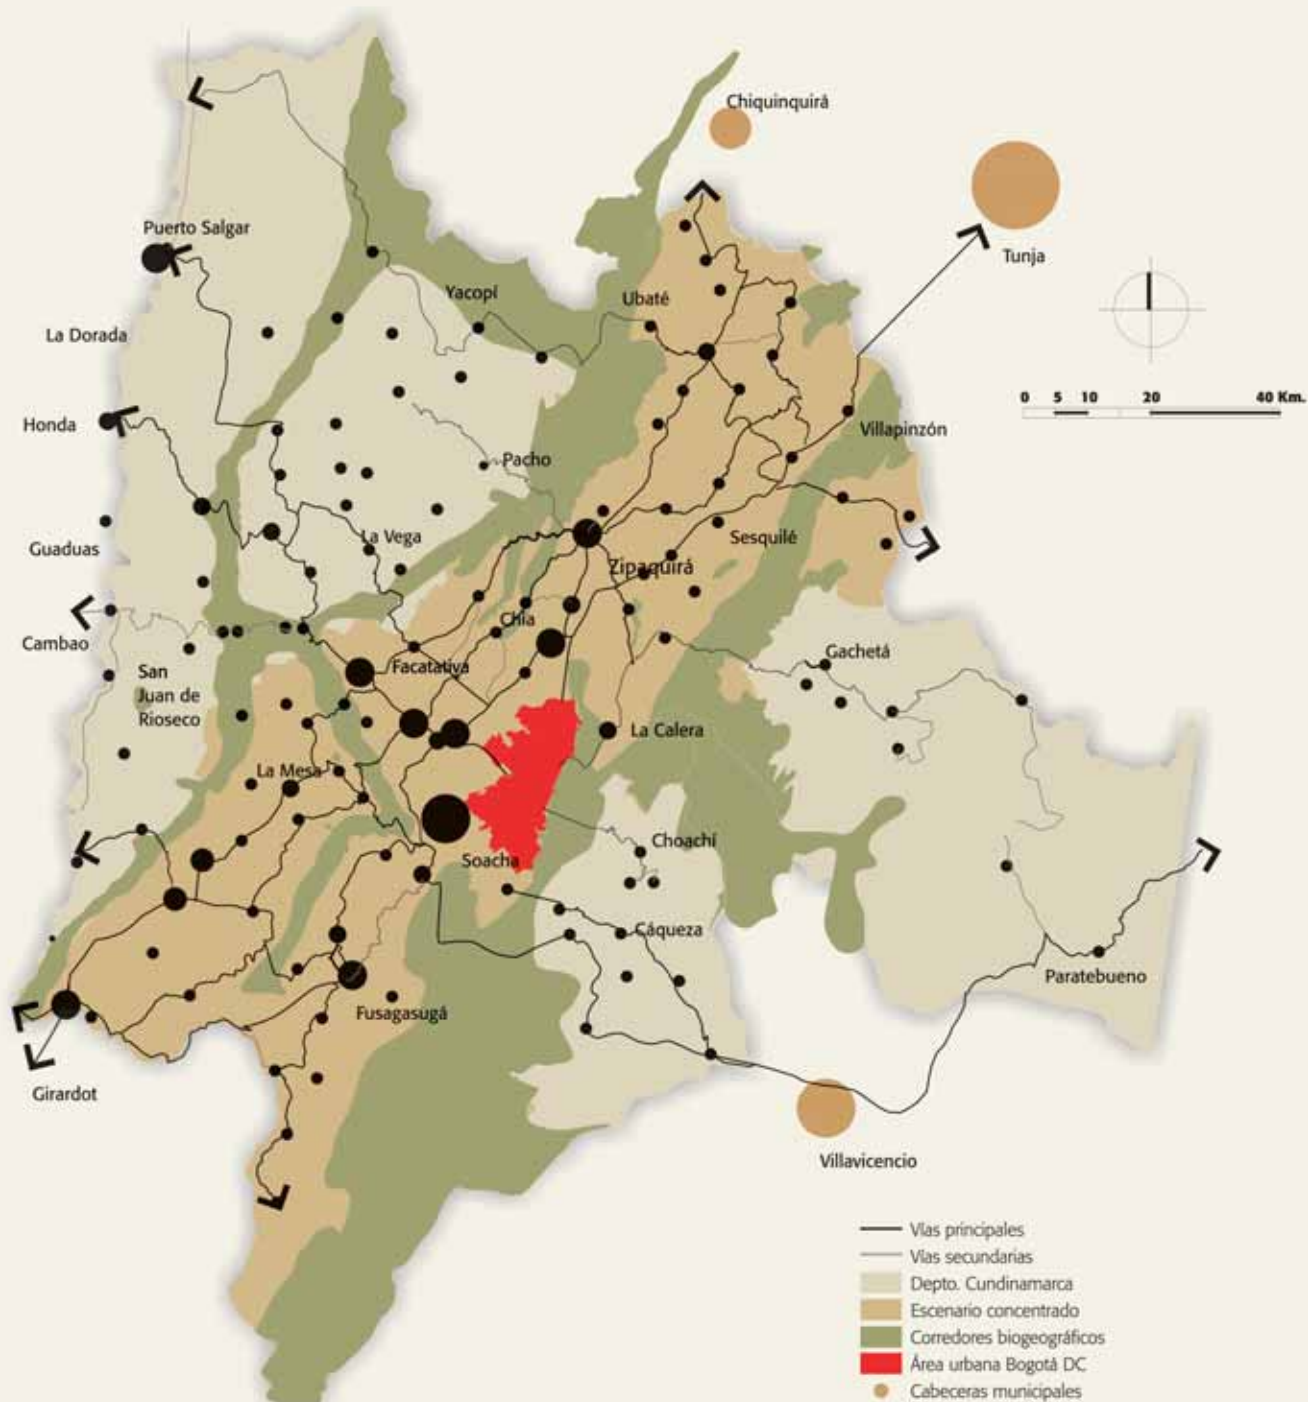 Chiquinquirá
Puerto Salgar
Tunja
Yacopí
Ubaté
La Dorada
0 5 10 20 40 Km.
Honda
Villapinzón
Pacho
La Vega
Sesquilé
Guaduas
Zipaquirá
Chía
Cambao
Gachetá
San
Juan de
Rioseco
Facatativa
La Calera
La Mesa
Choachí
Soacha
Cáqueza
Paratebueno
Fusagasugá
Girardot
Villavicencio
Vías principales
Vías secundarias
Depto. Cundinamarca
Escenario concentrado
Corredores biogeográficos
Área urbana Bogotá DC
Cabeceras municipales